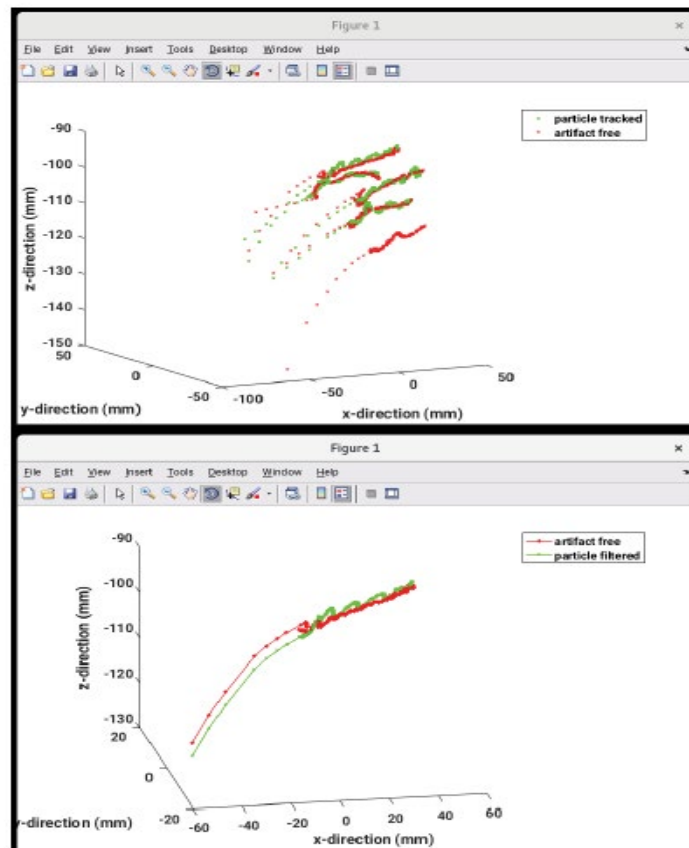 Figure 1 ×
File Edit View Insert Tools Desktop Window Help
particle tracked
artifact free
-90
-100
-110
-120
-130
-140
-150
z-direction (mm)
50
0
-50
y-direction (mm)
-100
-50
0
50
x-direction (mm)
Figure 1 ×
File Edit View Insert Tools Desktop Window Help
artifact free
particle filtered
-90
-100
-110
-120
-130
z-direction (mm)
20
0
-20
y-direction (mm)
-60
-40
-20
0
20
40
60
x-direction (mm)